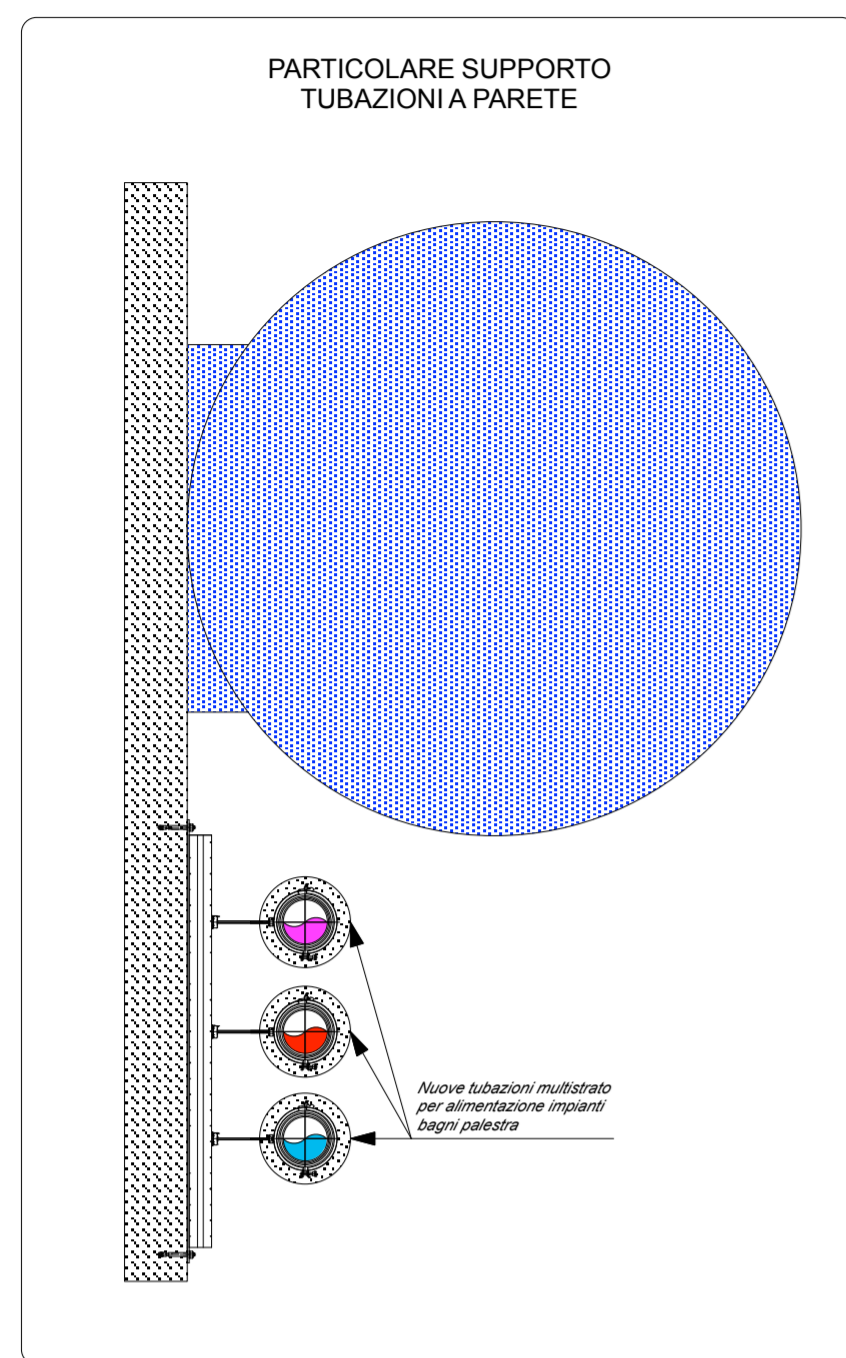 PARTICOLARE SUPPORTO
TUBAZIONI A PARETE
Nuove tubazioni multistrato
per alimentazione impianti
bagni palestra